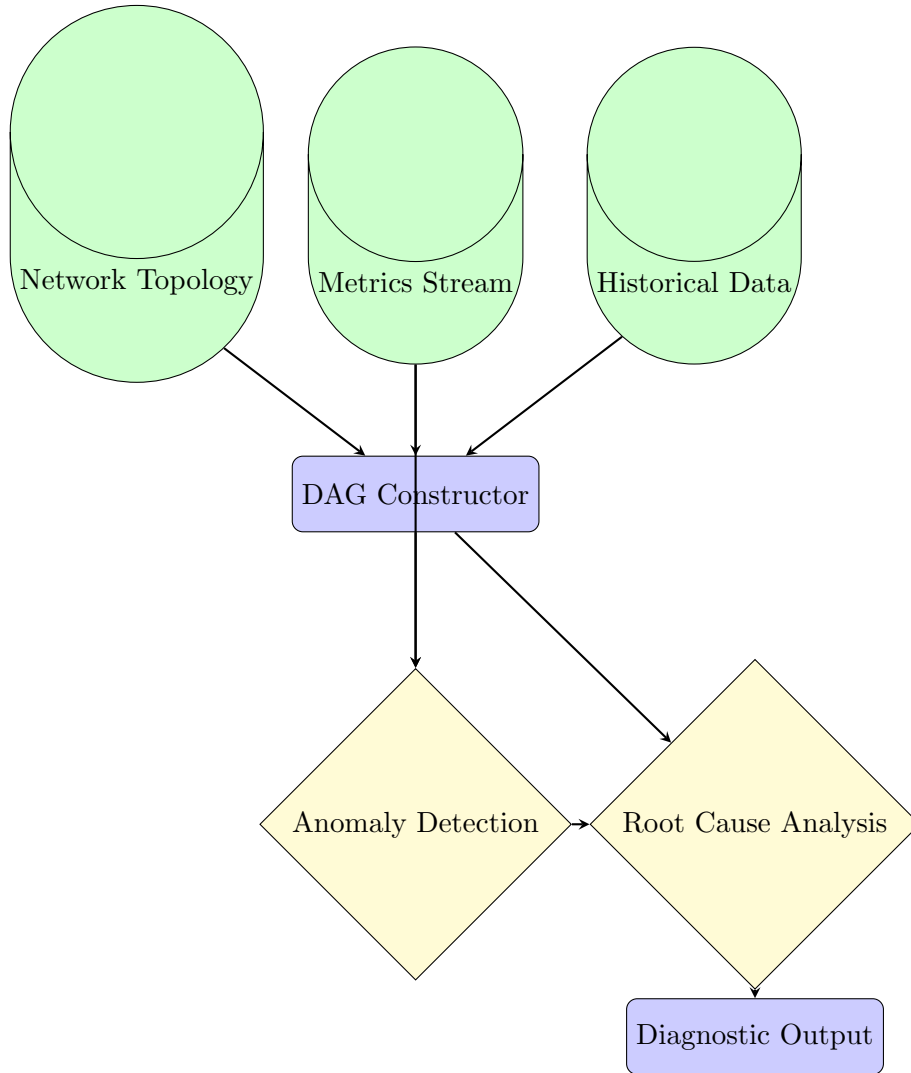 Network Topology
Metrics Stream
Historical Data
DAG Constructor
Anomaly Detection
Root Cause Analysis
Diagnostic Output